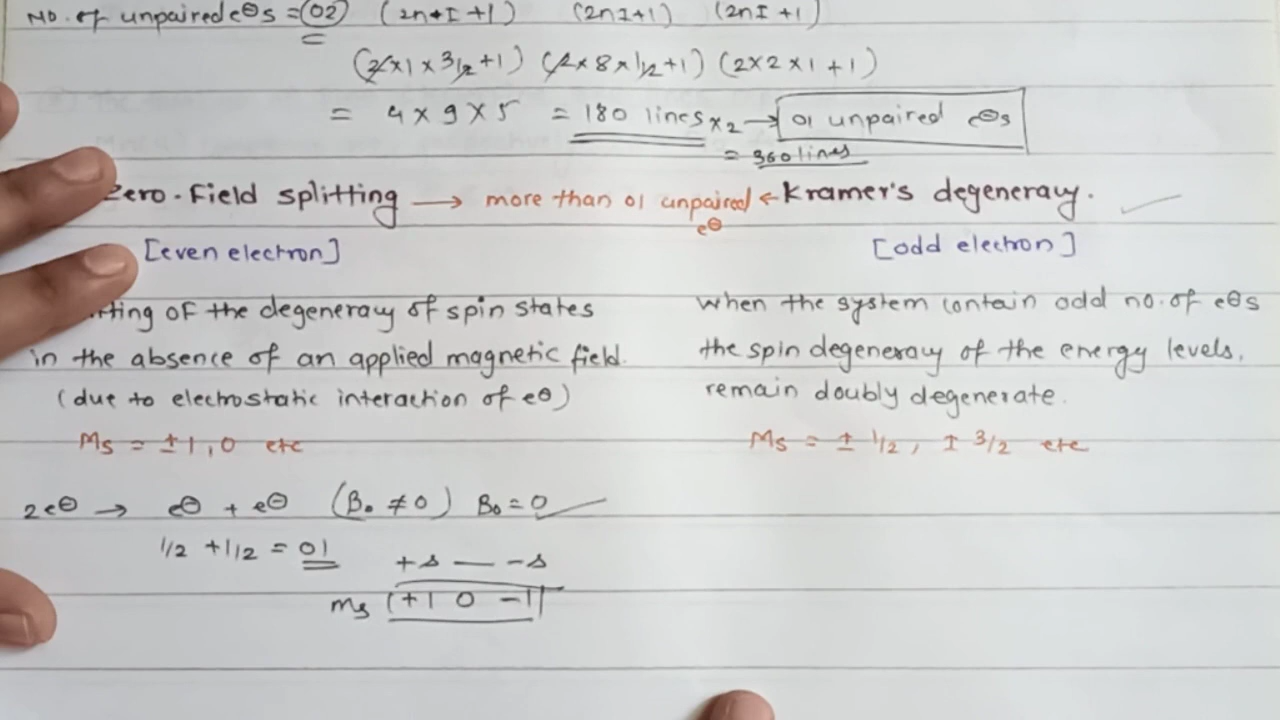 No. of unpaired e⊖s = 02 (2nI+1) (2nI+1) (2nI+1)
(2×1×3/2+1) (2×8×1/2+1) (2×2×1+1)
= 4×9×5 = 180 lines ×2 → 01 unpaired e⊖s
= 360 lines
Zero-Field splitting → more than 01 unpaired e⊖ ← Kramer's degeneracy.
[even electron] [odd electron]
tting of the degeneracy of spin states
in the absence of an applied magnetic field.
(due to electrostatic interaction of e⊖)
Ms = ±1, 0 etc
When the system contain odd no. of e⊖s
the spin degeneracy of the energy levels,
remain doubly degenerate.
Ms = ± 1/2, ± 3/2 etc
2e⊖ → e⊖ + e⊖ (B₀ ≠ 0) B₀ = 0
1/2 + 1/2 = 01 +s — -s
ms +1 0 -1